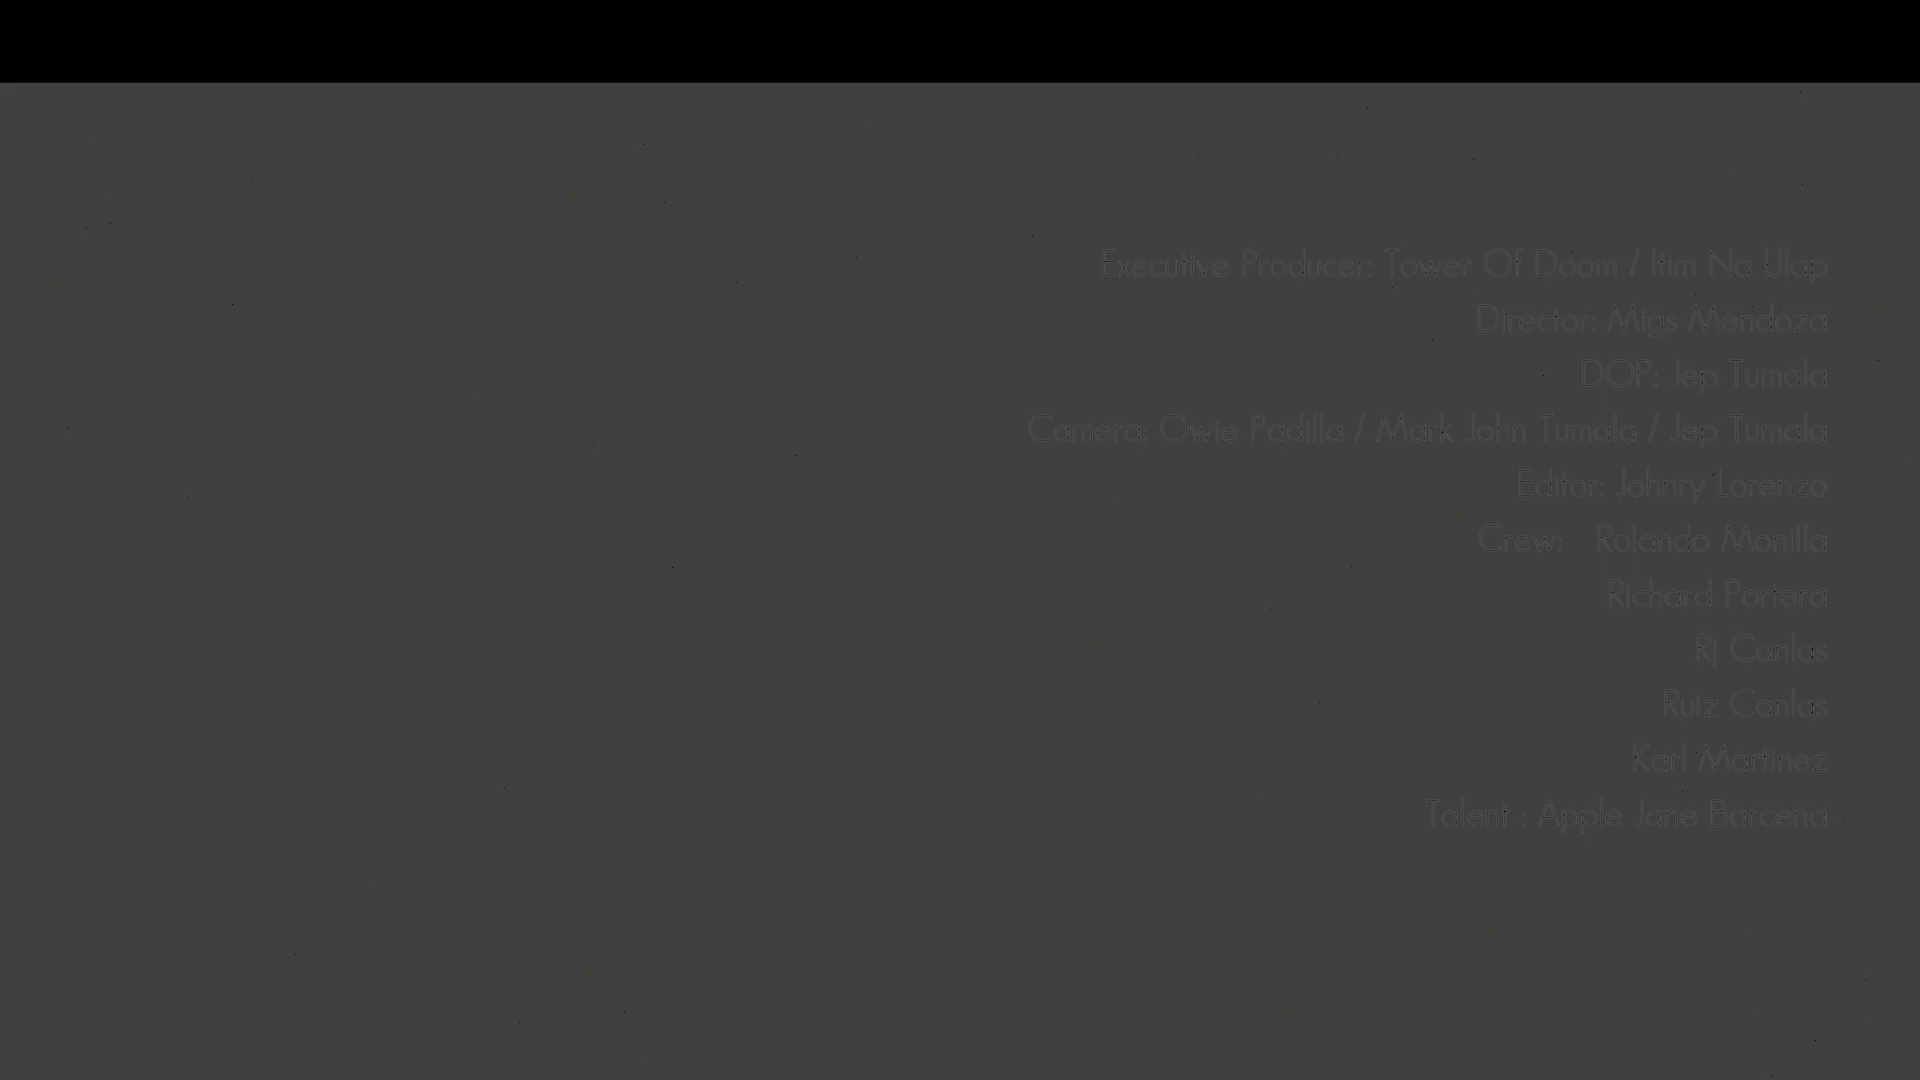 Executive Producer: Tower Of Doom / Itim Na Ulap
Director: Migs Mendoza
DOP: Jep Tumala
Camera: Owie Padilla / Mark John Tumala / Jep Tumala
Editor: Johnry Lorenzo
Crew: Rolando Monilla
Richard Portera
Rj Canlas
Ruiz Canlas
Karl Martinez
Talent : Apple Jane Barcena